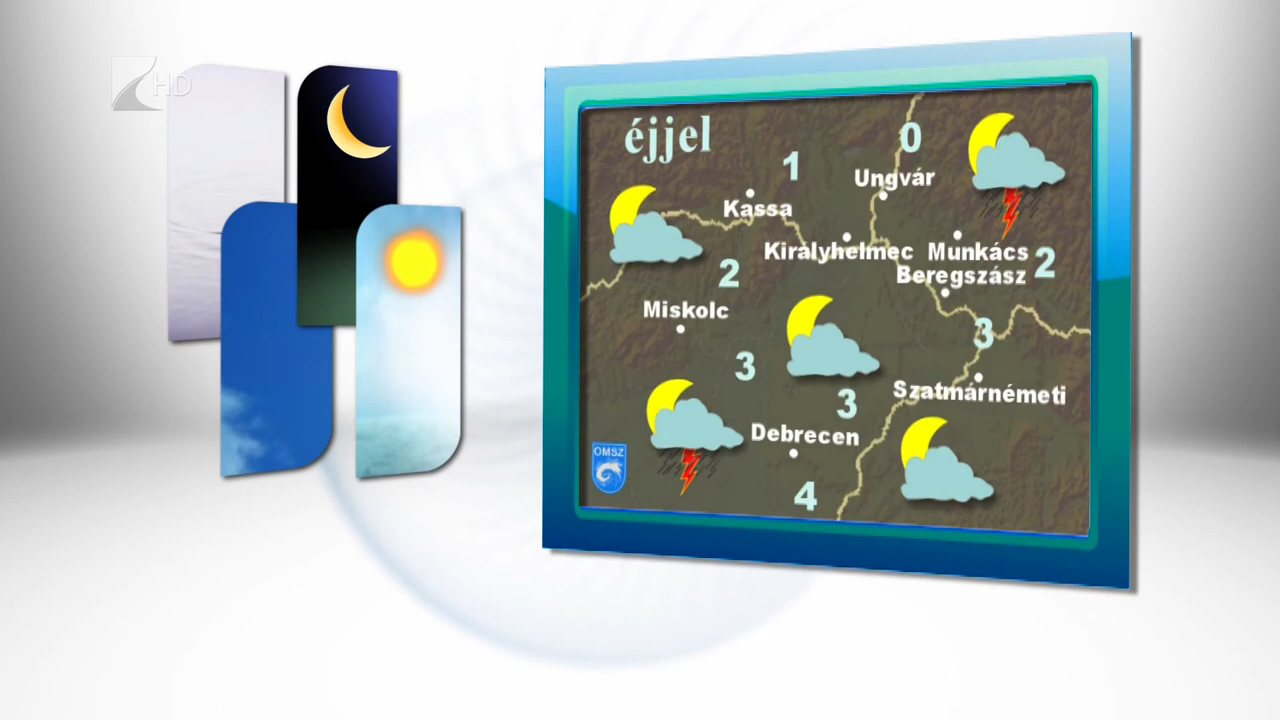 HD
éjjel
0
1
Ungvár
Kassa
Királyhelmec
Munkács
2
Beregszász
2
Miskolc
3
3
3
Szatmárnémeti
Debrecen
OMSZ
4